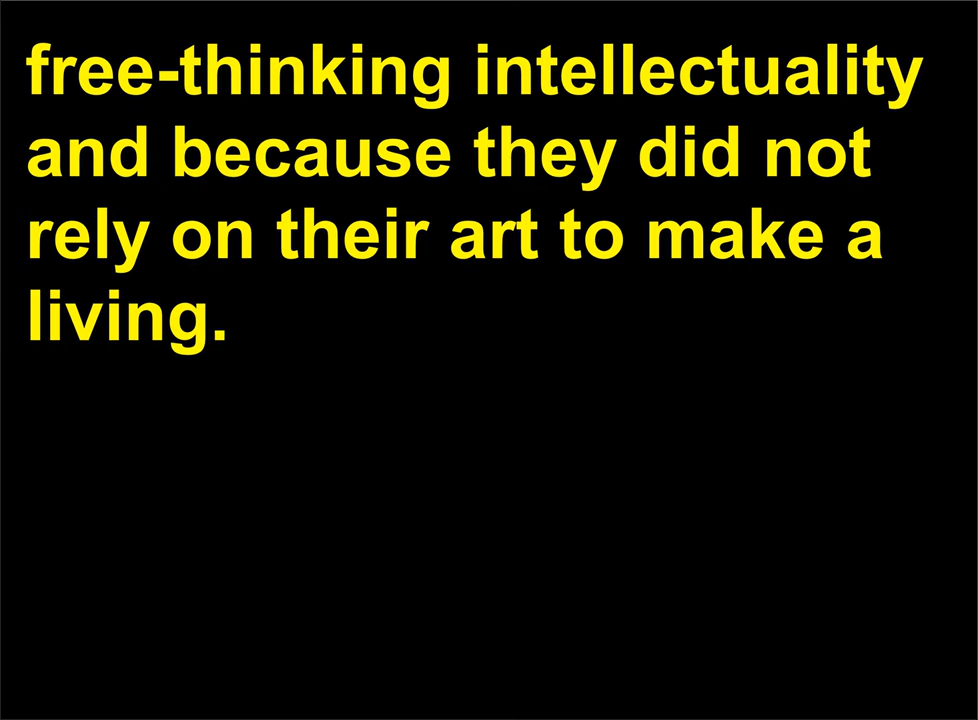 free-thinking intellectuality
and because they did not
rely on their art to make a
living.